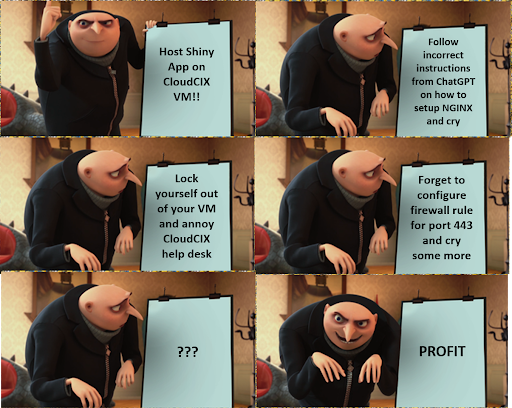 Host Shiny
App on
CloudCIX
VM!!
Follow
incorrect
instructions
from ChatGPT
on how to
setup NGINX
and cry
Lock
yourself out
of your VM
and annoy
CloudCIX
help desk
Forget to
configure
firewall rule
for port 443
and cry
some more
???
PROFIT